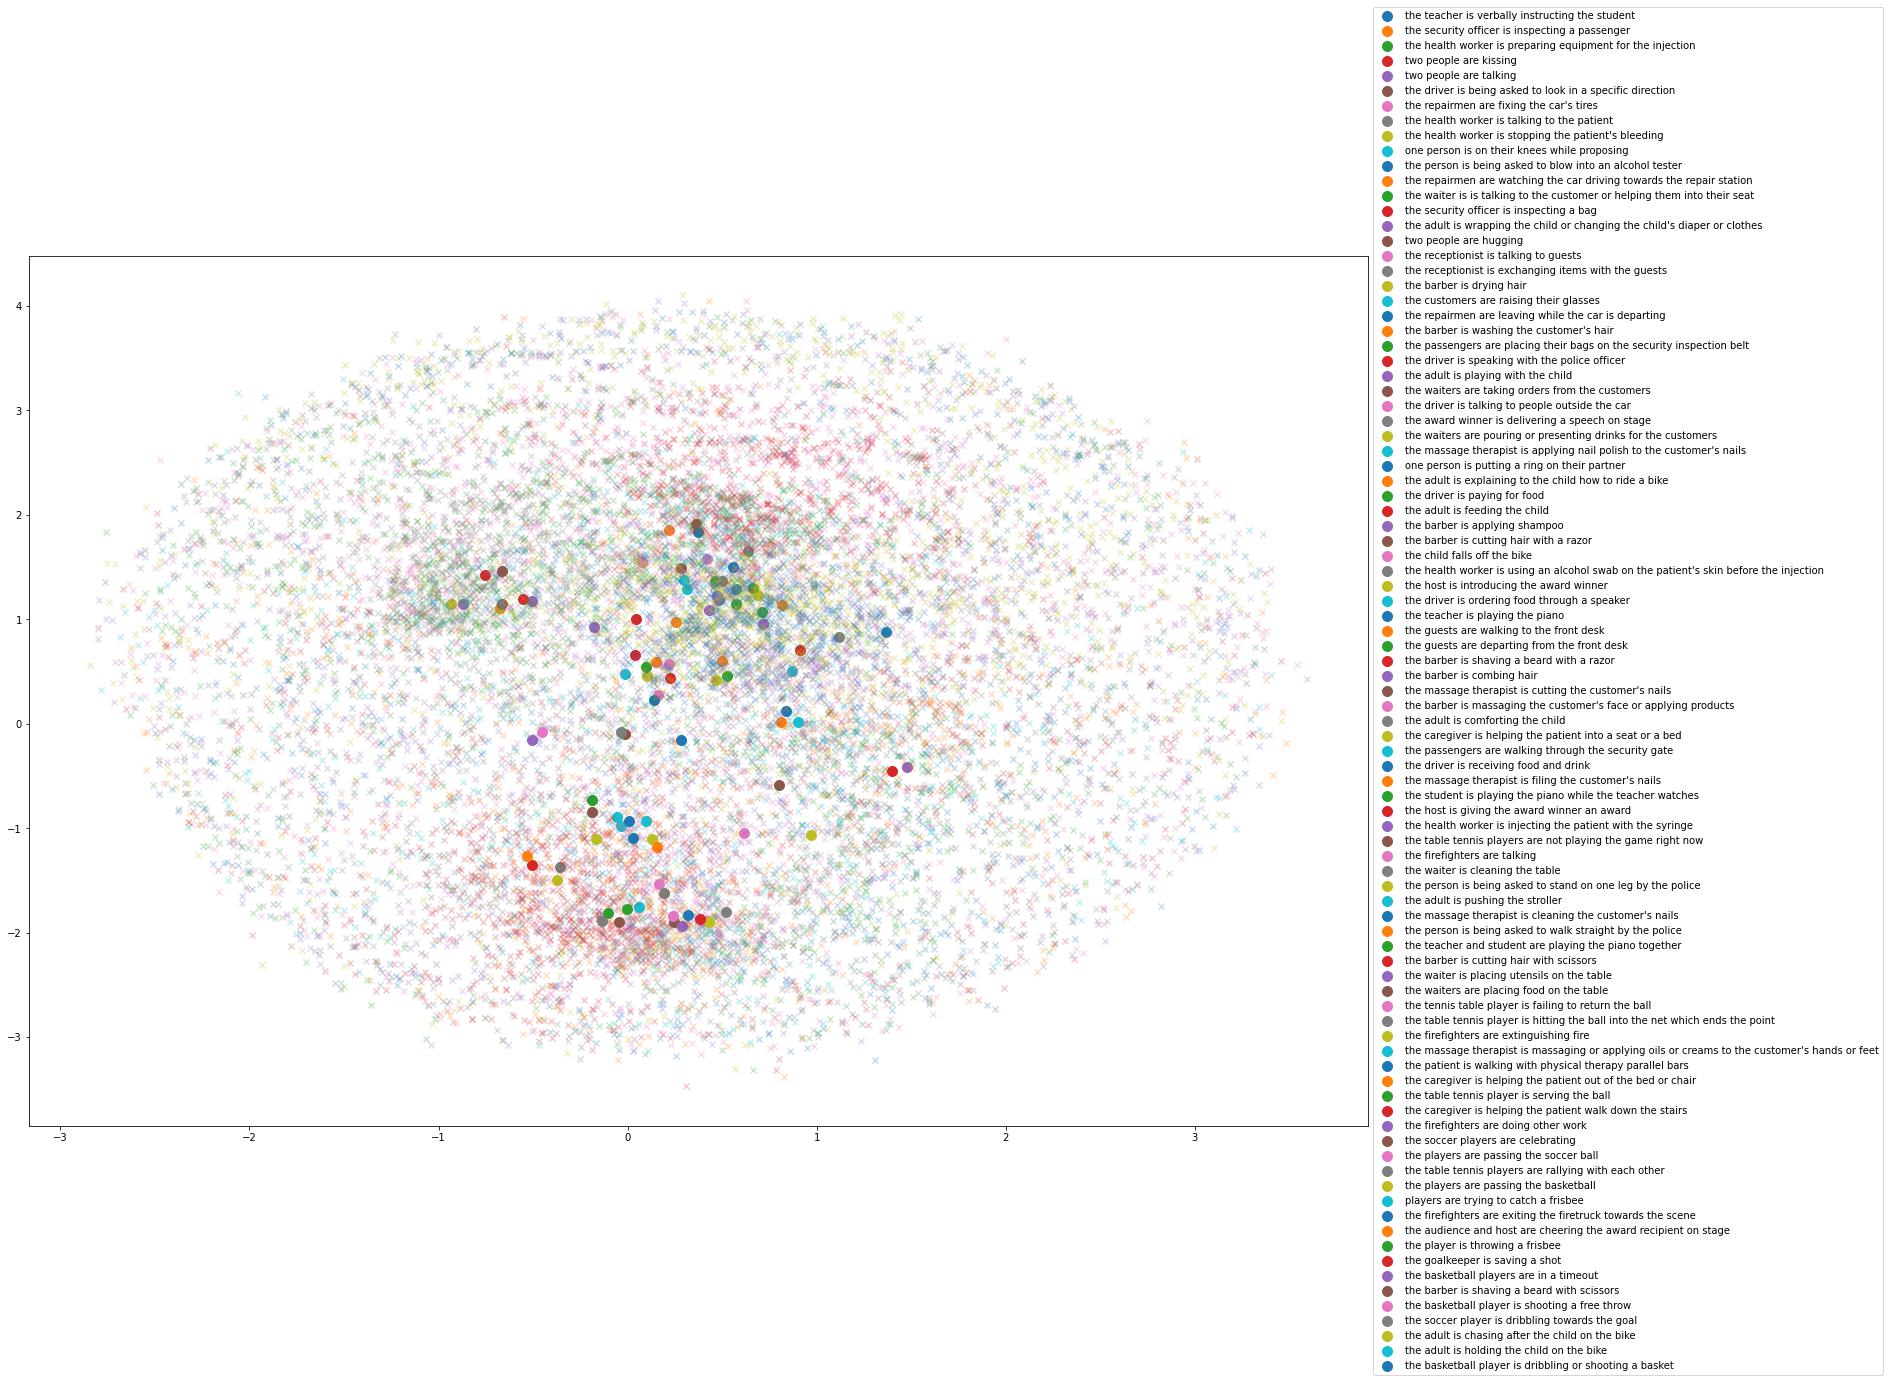 the teacher is verbally instructing the student
the security officer is inspecting a passenger
the health worker is preparing equipment for the injection
two people are kissing
two people are talking
the driver is being asked to look in a specific direction
the repairmen are fixing the car's tires
the health worker is talking to the patient
the health worker is stopping the patient's bleeding
one person is on their knees while proposing
the person is being asked to blow into an alcohol tester
the repairmen are watching the car driving towards the repair station
the waiter is is talking to the customer or helping them into their seat
the security officer is inspecting a bag
the adult is wrapping the child or changing the child's diaper or clothes
two people are hugging
the receptionist is talking to guests
the receptionist is exchanging items with the guests
the barber is drying hair
the customers are raising their glasses
the repairmen are leaving while the car is departing
the barber is washing the customer's hair
the passengers are placing their bags on the security inspection belt
the driver is speaking with the police officer
the adult is playing with the child
the waiters are taking orders from the customers
the driver is talking to people outside the car
the award winner is delivering a speech on stage
the waiters are pouring or presenting drinks for the customers
the massage therapist is applying nail polish to the customer's nails
one person is putting a ring on their partner
the adult is explaining to the child how to ride a bike
the driver is paying for food
the adult is feeding the child
the barber is applying shampoo
the barber is cutting hair with a razor
the child falls off the bike
the health worker is using an alcohol swab on the patient's skin before the injection
the host is introducing the award winner
the driver is ordering food through a speaker
the teacher is playing the piano
the guests are walking to the front desk
the guests are departing from the front desk
the barber is shaving a beard with a razor
the barber is combing hair
the massage therapist is cutting the customer's nails
the barber is massaging the customer's face or applying products
the adult is comforting the child
the caregiver is helping the patient into a seat or a bed
the passengers are walking through the security gate
the driver is receiving food and drink
the massage therapist is filing the customer's nails
the student is playing the piano while the teacher watches
the host is giving the award winner an award
the health worker is injecting the patient with the syringe
the table tennis players are not playing the game right now
the firefighters are talking
the waiter is cleaning the table
the person is being asked to stand on one leg by the police
the adult is pushing the stroller
the massage therapist is cleaning the customer's nails
the person is being asked to walk straight by the police
the teacher and student are playing the piano together
the barber is cutting hair with scissors
the waiter is placing utensils on the table
the waiters are placing food on the table
the tennis table player is failing to return the ball
the table tennis player is hitting the ball into the net which ends the point
the firefighters are extinguishing fire
the massage therapist is massaging or applying oils or creams to the customer's hands or feet
the patient is walking with physical therapy parallel bars
the caregiver is helping the patient out of the bed or chair
the table tennis player is serving the ball
the caregiver is helping the patient walk down the stairs
the firefighters are doing other work
the soccer players are celebrating
the players are passing the soccer ball
the table tennis players are rallying with each other
the players are passing the basketball
players are trying to catch a frisbee
the firefighters are exiting the firetruck towards the scene
the audience and host are cheering the award recipient on stage
the player is throwing a frisbee
the goalkeeper is saving a shot
the basketball players are in a timeout
the barber is shaving a beard with scissors
the basketball player is shooting a free throw
the soccer player is dribbling towards the goal
the adult is chasing after the child on the bike
the adult is holding the child on the bike
the basketball player is dribbling or shooting a basket
4
3
2
1
0
−1
−2
−3
−3 −2 −1 0 1 2 3